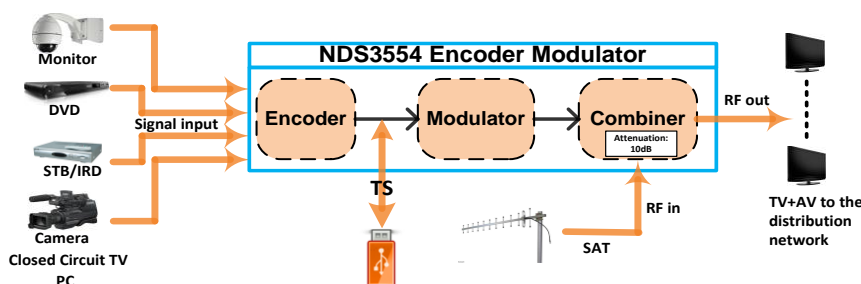 NDS3554 Encoder Modulator
Monitor
DVD
Signal input
STB/IRD
Camera
Closed Circuit TV
PC
Encoder
Modulator
Combiner
Attenuation:
10dB
TS
SAT
RF in
RF out
TV+AV to the
distribution
network